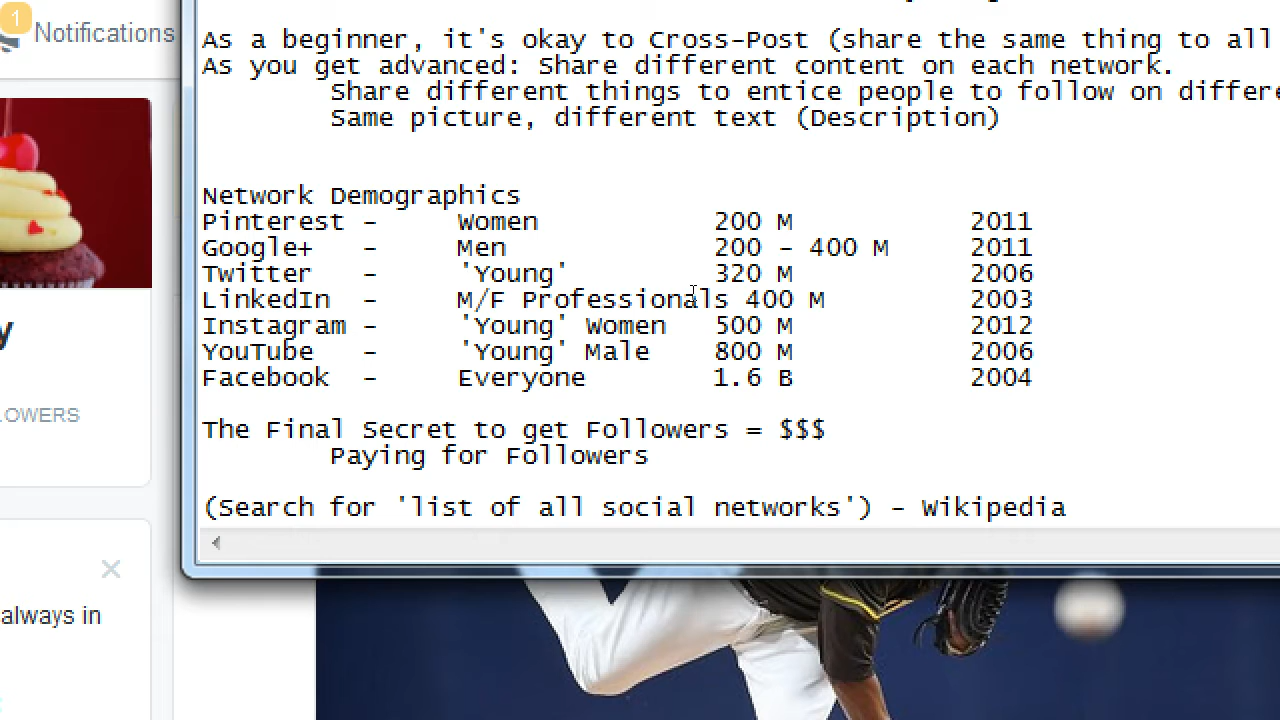 1
Notifications
As a beginner, it's okay to Cross-Post (share the same thing to all
As you get advanced: Share different content on each network.
Share different things to entice people to follow on differe
Same picture, different text (Description)
Network Demographics
Pinterest - Women 200 M 2011
Google+ - Men 200 - 400 M 2011
Twitter - 'Young' 320 M 2006
LinkedIn - M/F Professionals 400 M 2003
Instagram - 'Young' Women 500 M 2012
YouTube - 'Young' Male 800 M 2006
Facebook - Everyone 1.6 B 2004
The Final Secret to get Followers = $$$
Paying for Followers
(Search for 'list of all social networks') - Wikipedia
y
LOWERS
always in